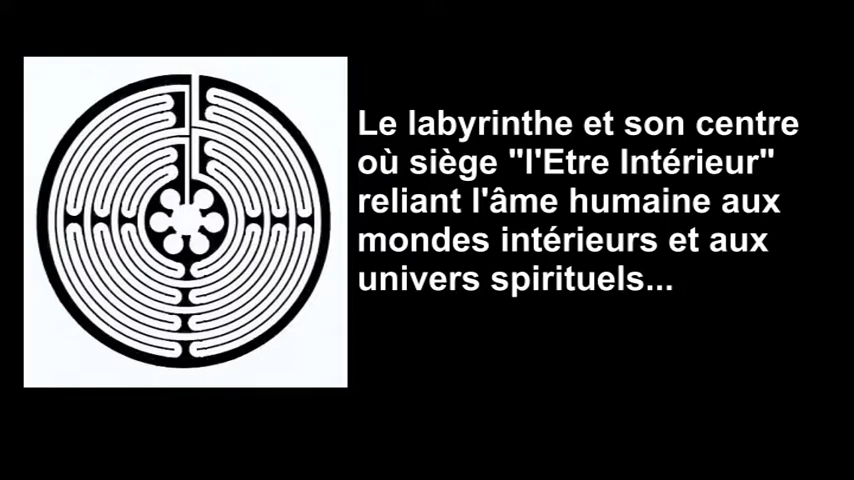 Le labyrinthe et son centre
où siège "l'Etre Intérieur"
reliant l'âme humaine aux
mondes intérieurs et aux
univers spirituels...